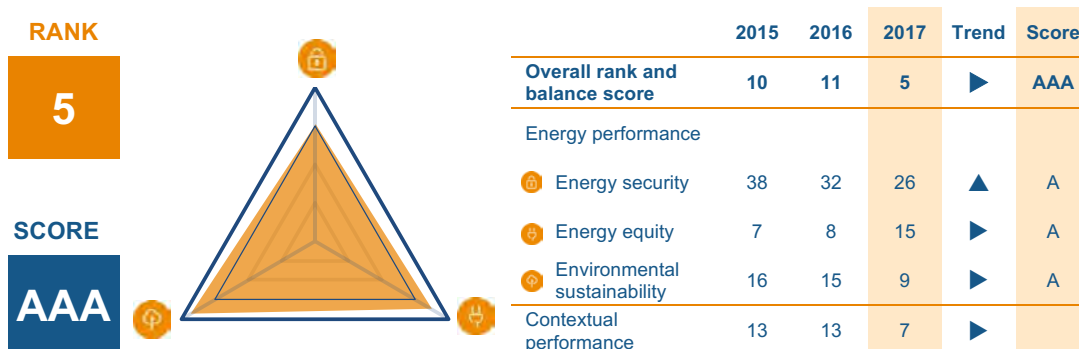 RANK
5
SCORE
AAA
2015 2016 2017 Trend Score
Overall rank and
balance score 10 11 5 AAA
Energy performance
Energy security 38 32 26 A
Energy equity 7 8 15 A
Environmental
sustainability 16 15 9 A
Contextual
performance 13 13 7